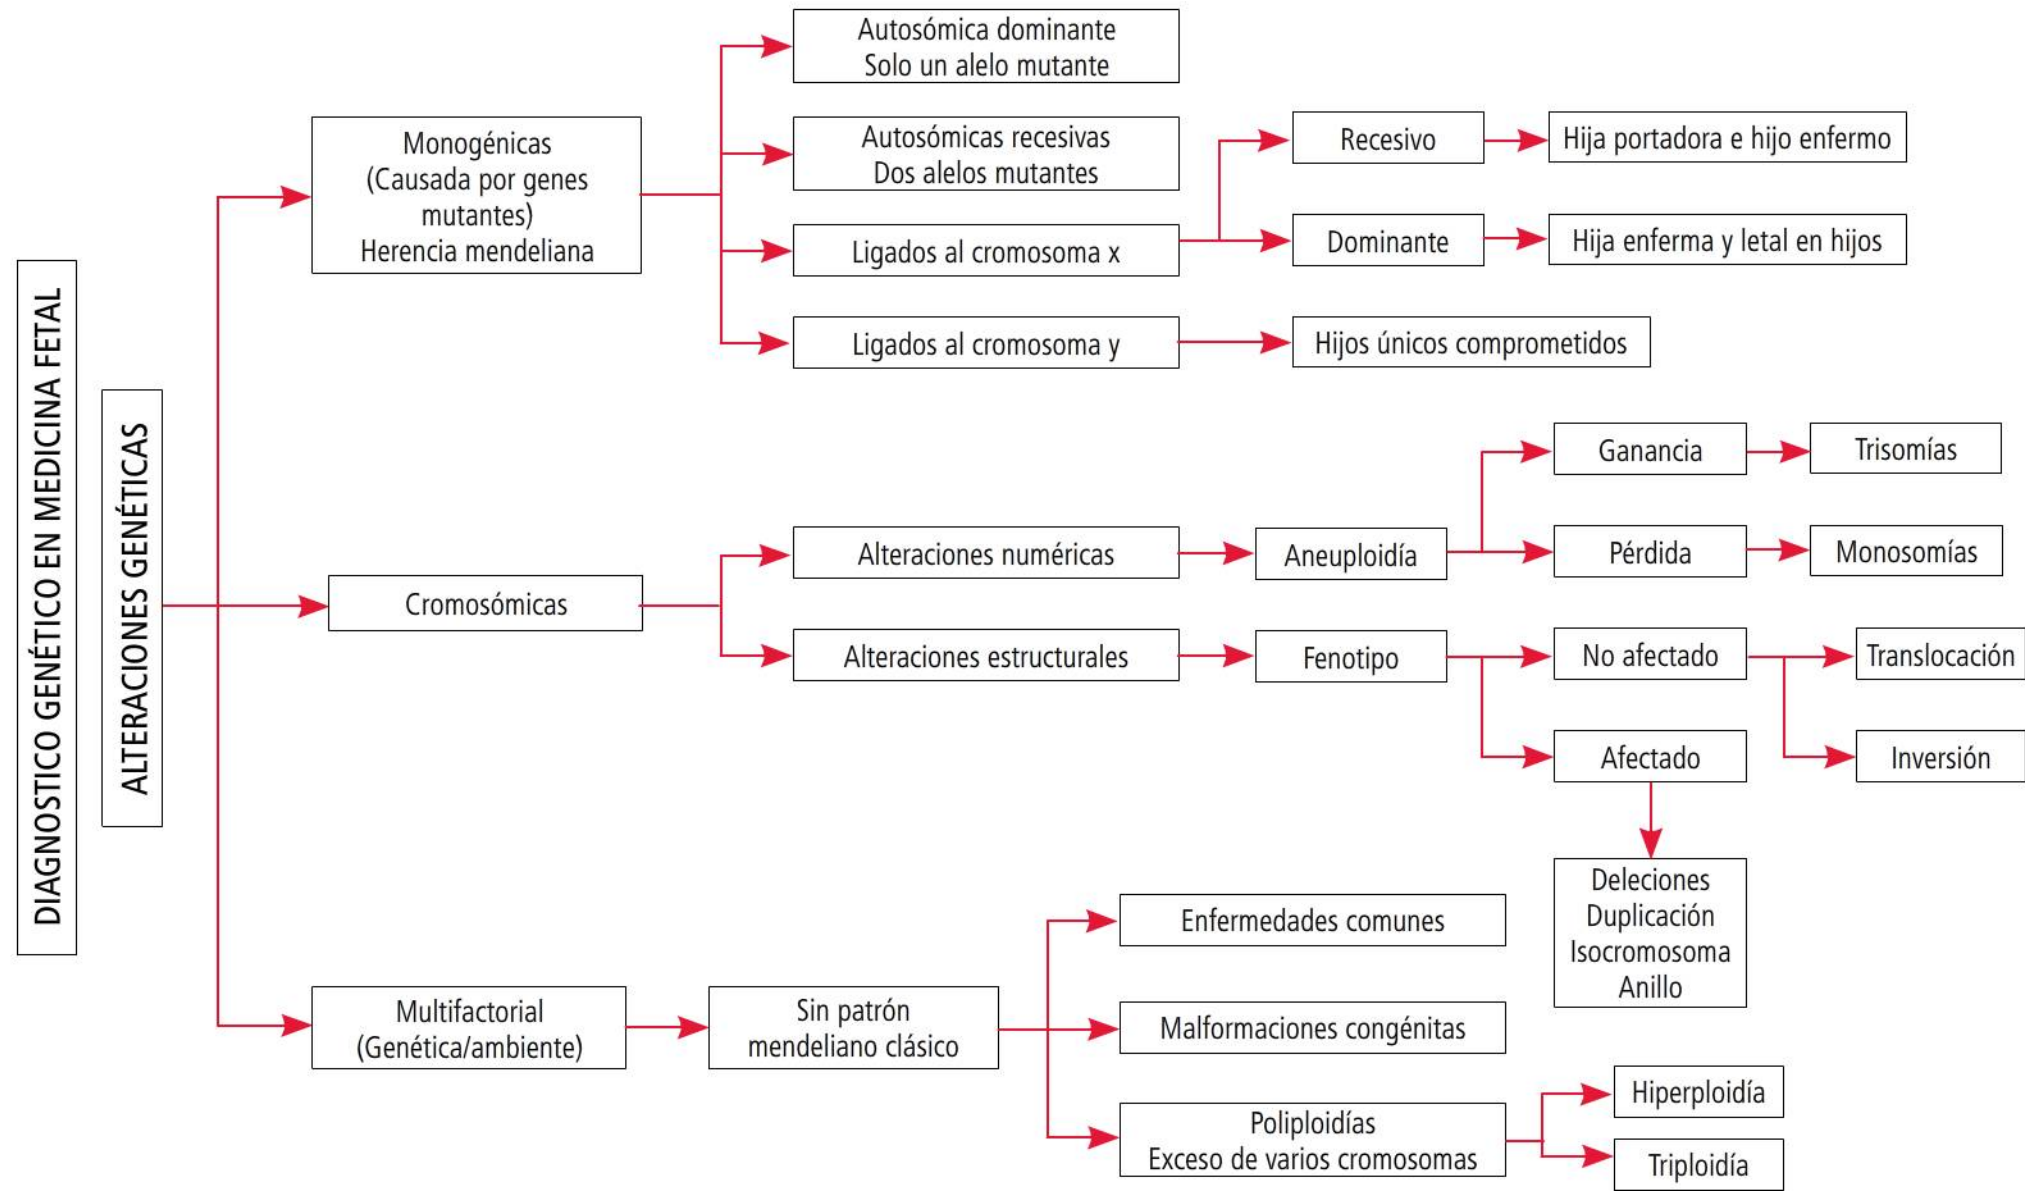 DIAGNOSTICO GENÉTICO EN MEDICINA FETAL
ALTERACIONES GENÉTICAS
Monogénicas
(Causada por genes
mutantes)
Herencia mendeliana
Autosómica dominante
Solo un alelo mutante
Autosómicas recesivas
Dos alelos mutantes
Ligados al cromosoma x
Recesivo
Hija portadora e hijo enfermo
Dominante
Hija enferma y letal en hijos
Ligados al cromosoma y
Hijos únicos comprometidos
Cromosómicas
Alteraciones numéricas
Aneuploidía
Ganancia
Trisomías
Pérdida
Monosomías
Alteraciones estructurales
Fenotipo
No afectado
Translocación
Inversión
Afectado
Deleciones
Duplicación
Isocromosoma
Anillo
Multifactorial
(Genética/ambiente)
Sin patrón
mendeliano clásico
Enfermedades comunes
Malformaciones congénitas
Poliploidías
Exceso de varios cromosomas
Hiperploidía
Triploidía